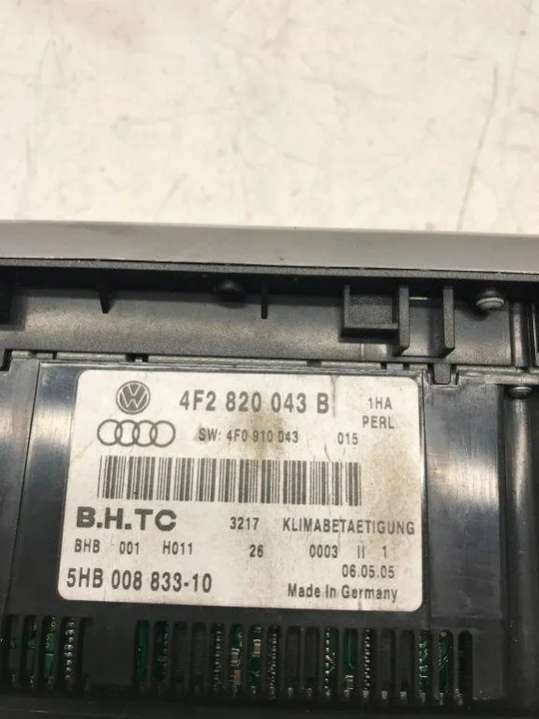 4F2 820 043 B 1HA
PERL
SW: 4F0 910 043 015
B.H.TC 3217 KLIMABETAETIGUNG
BHB 001 H011 26 0003 II 1
06.05.05
5HB 008 833-10 Made in Germany